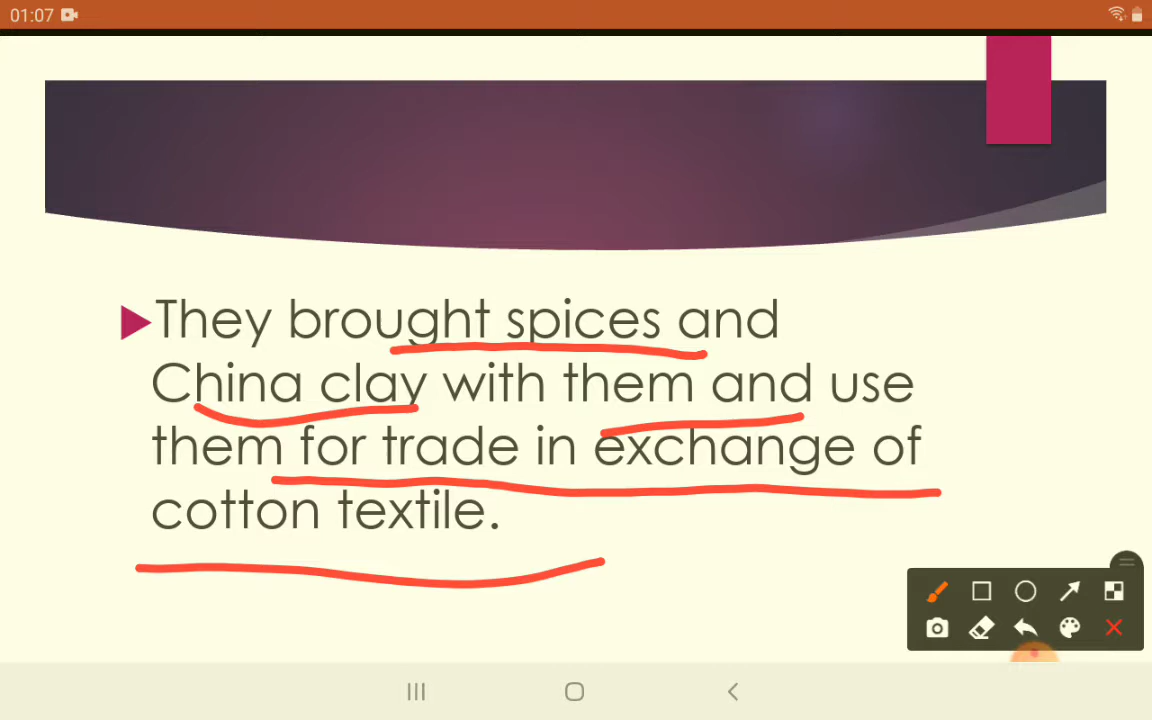 01:07
They brought spices and
China clay with them and use
them for trade in exchange of
cotton textile.